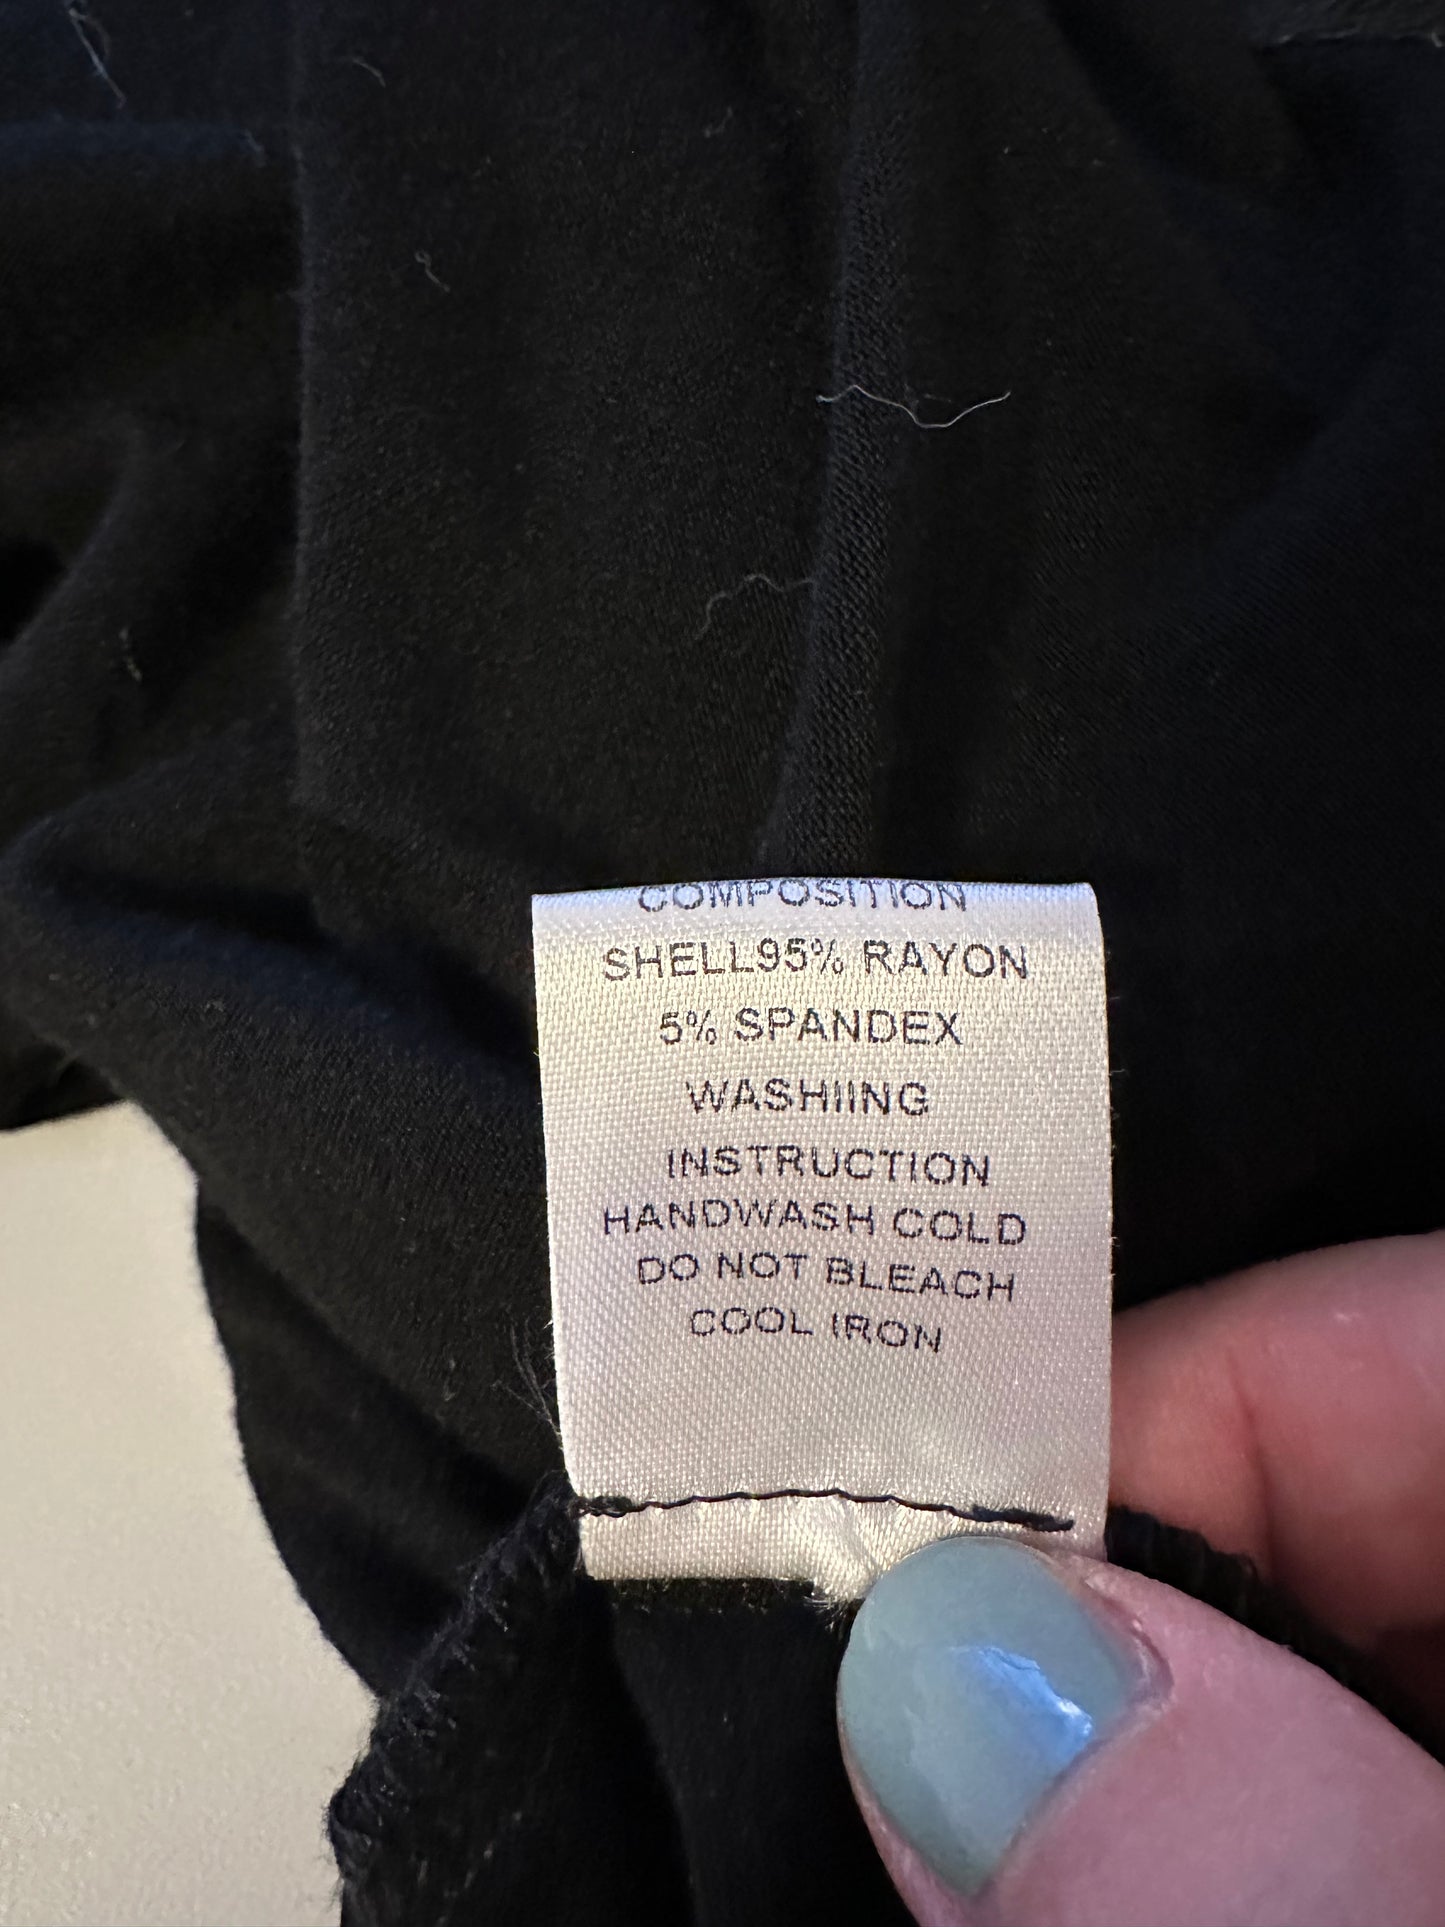 COMPOSITION
SHELL95% RAYON
5% SPANDEX
WASHIING
INSTRUCTION
HANDWASH COLD
DO NOT BLEACH
COOL IRON